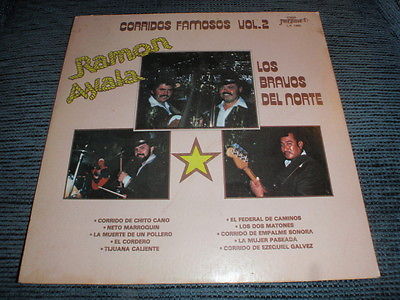 CORRIDOS FAMOSOS VOL.2
Ramon
Ayala
LOS
BRAVOS
DEL NORTE
• CORRIDO DE CHITO CANO
• NETO MARROQUIN
• LA MUERTE DE UN POLLERO
• EL CORDERO
• TIJUANA CALIENTE
• EL FEDERAL DE CAMINOS
• LOS DOS MATONES
• CORRIDO DE EMPALME SONORA
• LA MUJER PASEADA
• CORRIDO DE EZEQUIEL GALVEZ